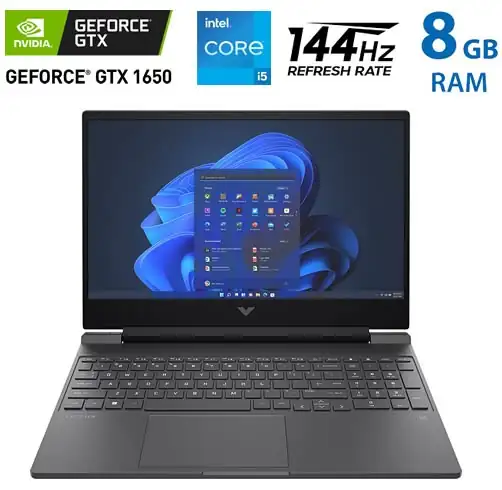 NVIDIA.
GEFORCE
GTX
GEFORCE® GTX 1650
intel
CORE
i5
144Hz
REFRESH RATE
8 GB
RAM